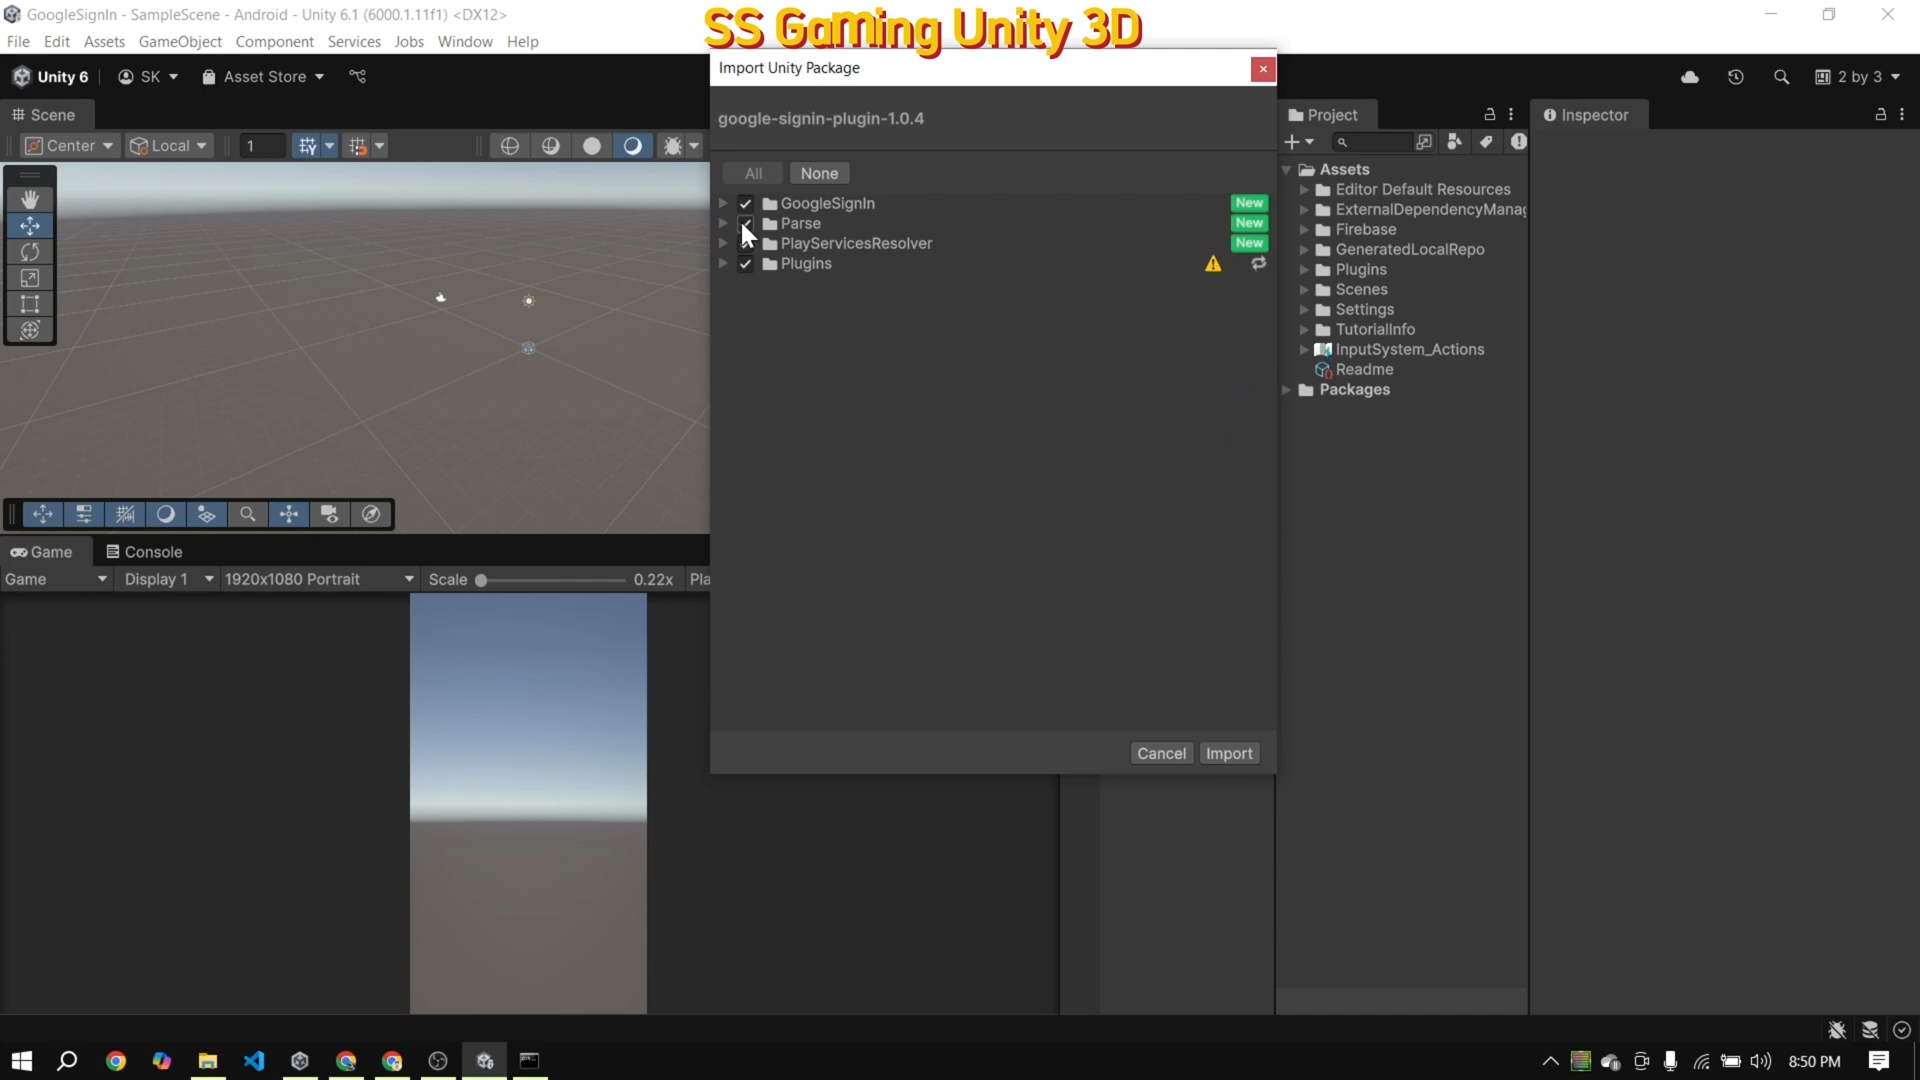 GoogleSignIn - SampleScene - Android - Unity 6.1 (6000.1.11f1) <DX12>
SS Gaming Unity 3D
File Edit Assets GameObject Component Services Jobs Window Help
Unity 6 SK Asset Store 2 by 3
Scene
Center Local 1
Import Unity Package
google-signin-plugin-1.0.4
All None
GoogleSignIn New
Parse New
PlayServicesResolver New
Plugins
Cancel Import
Project
Assets
Editor Default Resources
ExternalDependencyManag
Firebase
GeneratedLocalRepo
Plugins
Scenes
Settings
TutorialInfo
InputSystem_Actions
Readme
Packages
Inspector
Game Console
Game Display 1 1920x1080 Portrait Scale 0.22x Pla
8:50 PM